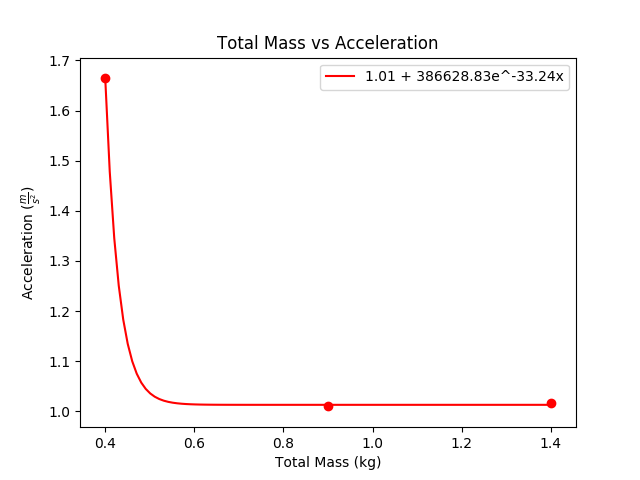 Total Mass vs Acceleration
1.01 + 386628.83e^-33.24x
1.7
1.6
1.5
1.4
1.3
1.2
1.1
1.0
Acceleration (m/s²)
0.4 0.6 0.8 1.0 1.2 1.4
Total Mass (kg)